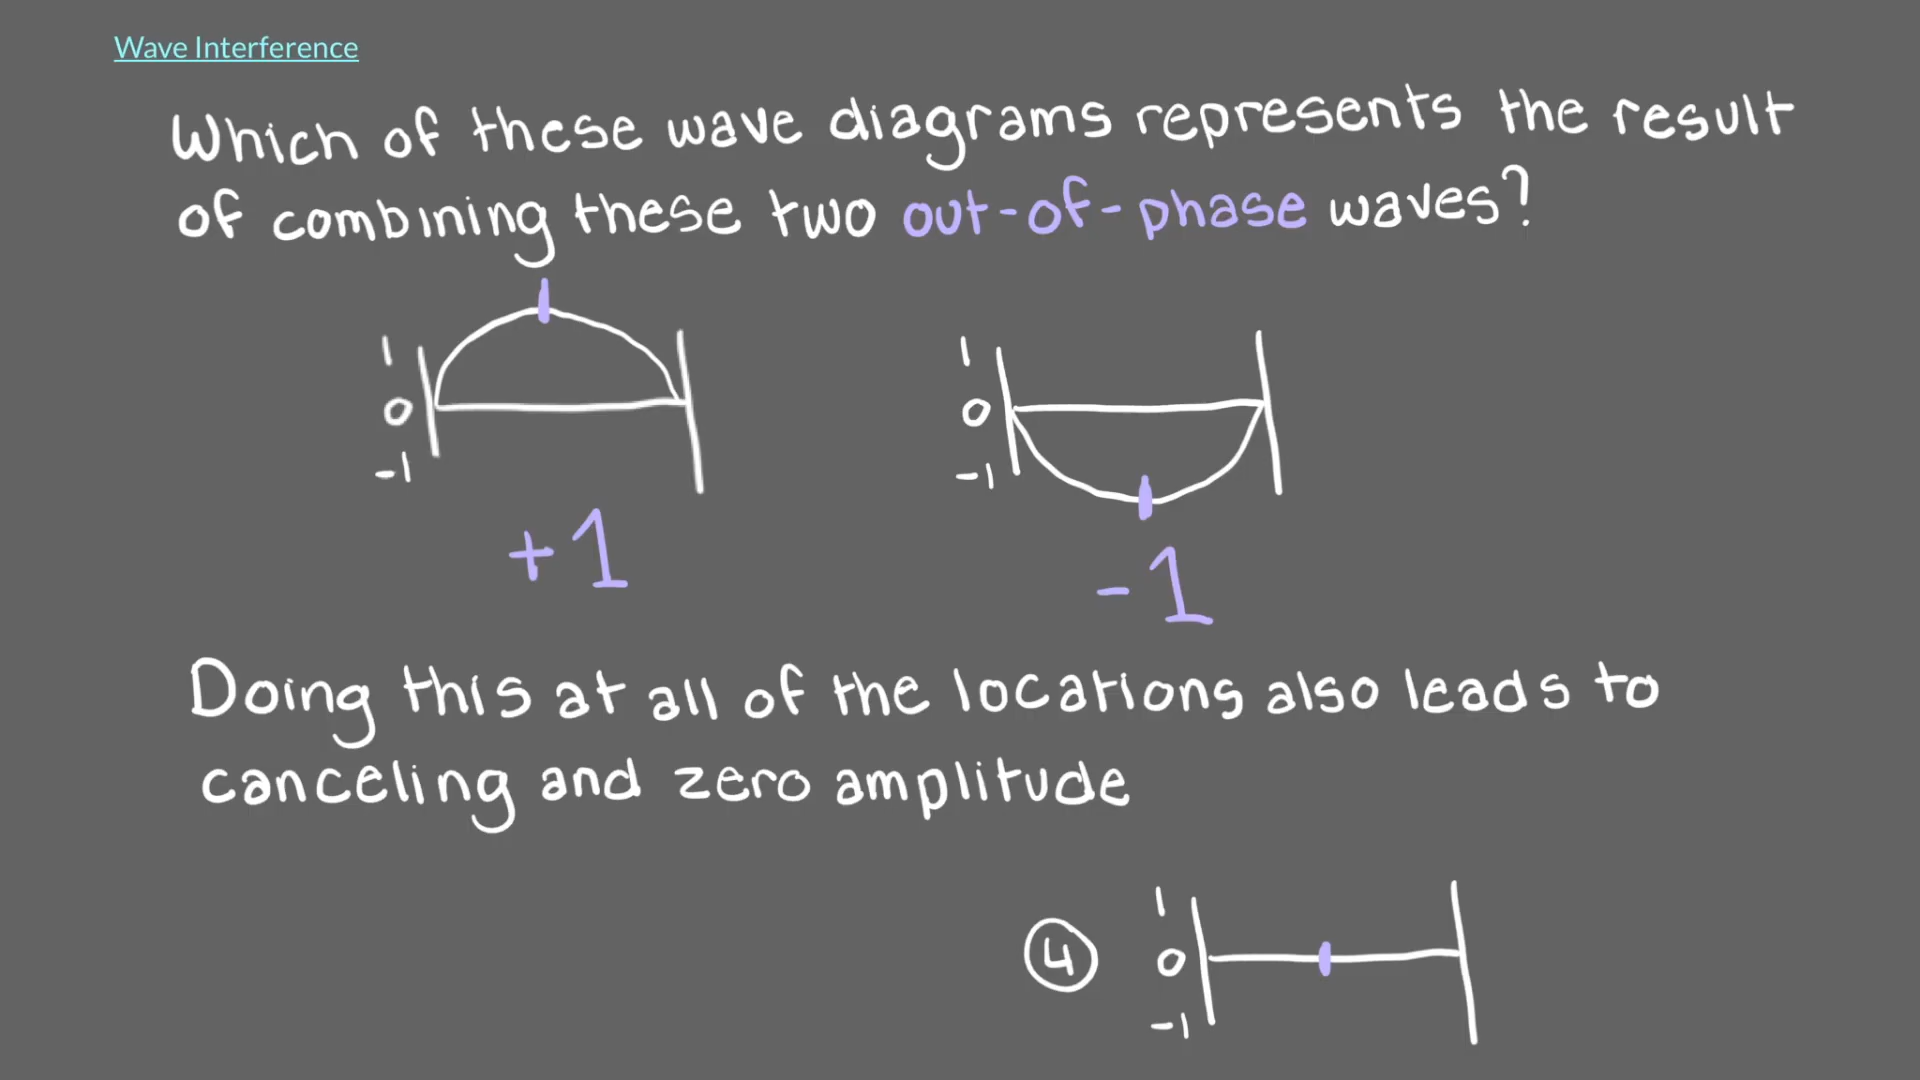 Wave Interference
Which of these wave diagrams represents the result
of combining these two out-of-phase waves?
1
0
-1
+1
1
0
-1
-1
Doing this at all of the locations also leads to
canceling and zero amplitude
4
1
0
-1